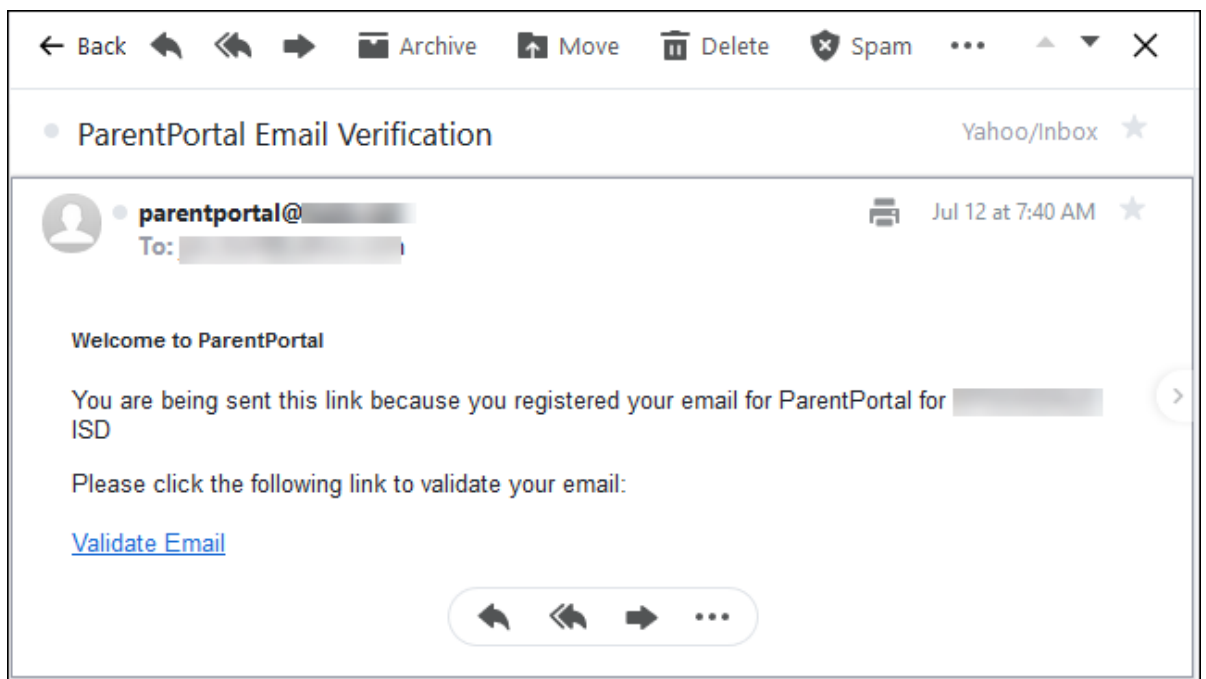 Back Archive Move Delete Spam
ParentPortal Email Verification Yahoo/Inbox
parentportal@ Jul 12 at 7:40 AM
To:
Welcome to ParentPortal
You are being sent this link because you registered your email for ParentPortal for
ISD
Please click the following link to validate your email:
Validate Email